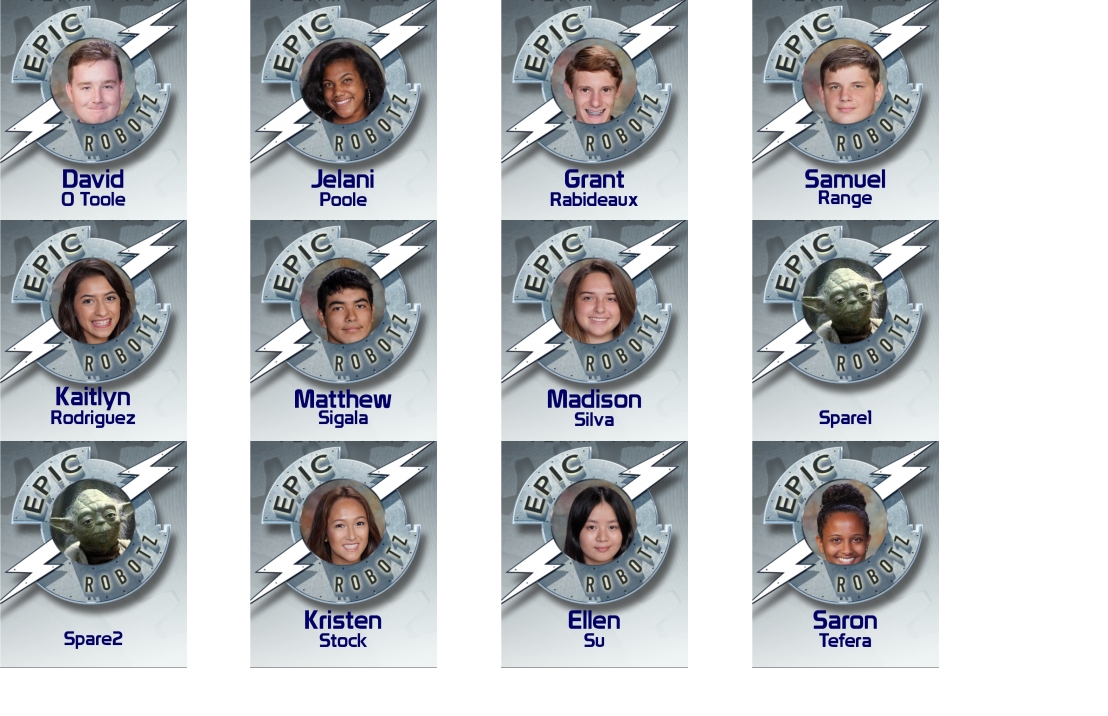 EPIC ROBOTZ
David
O Toole
EPIC ROBOTZ
Jelani
Poole
EPIC ROBOTZ
Grant
Rabideaux
EPIC ROBOTZ
Samuel
Range
EPIC ROBOTZ
Kaitlyn
Rodriguez
EPIC ROBOTZ
Matthew
Sigala
EPIC ROBOTZ
Madison
Silva
EPIC ROBOTZ
Spare1
EPIC ROBOTZ
Spare2
EPIC ROBOTZ
Kristen
Stock
EPIC ROBOTZ
Ellen
Su
EPIC ROBOTZ
Saron
Tefera